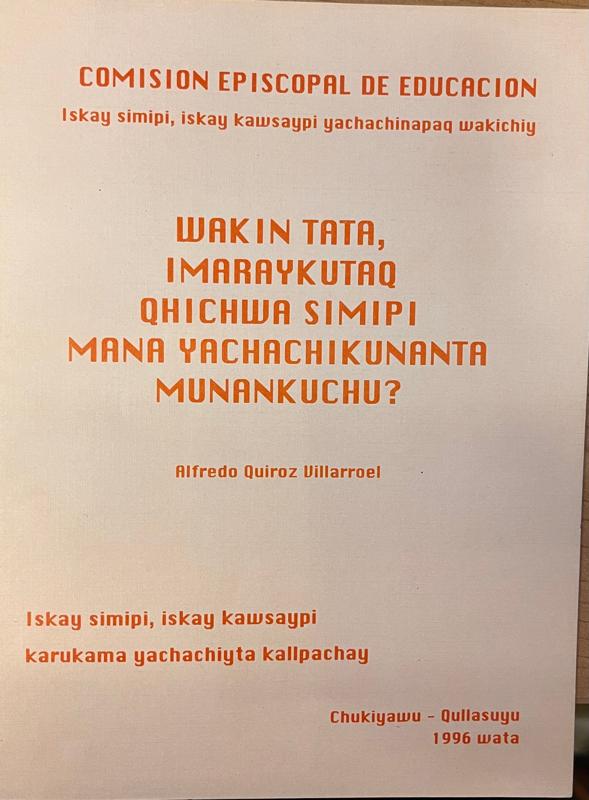 COMISION EPISCOPAL DE EDUCACION
Iskay simipi, iskay kawsaypi yachachinapaq wakichiy
WAKIN TATA,
IMARAYKUTAQ
QHICHWA SIMIPI
MANA YACHACHIKUNANTA
MUNANKUCHU?
Alfredo Quiroz Villarroel
Iskay simipi, iskay kawsaypi
karukama yachachiyta kallpachay
Chukiyawu - Qullasuyu
1996 wata